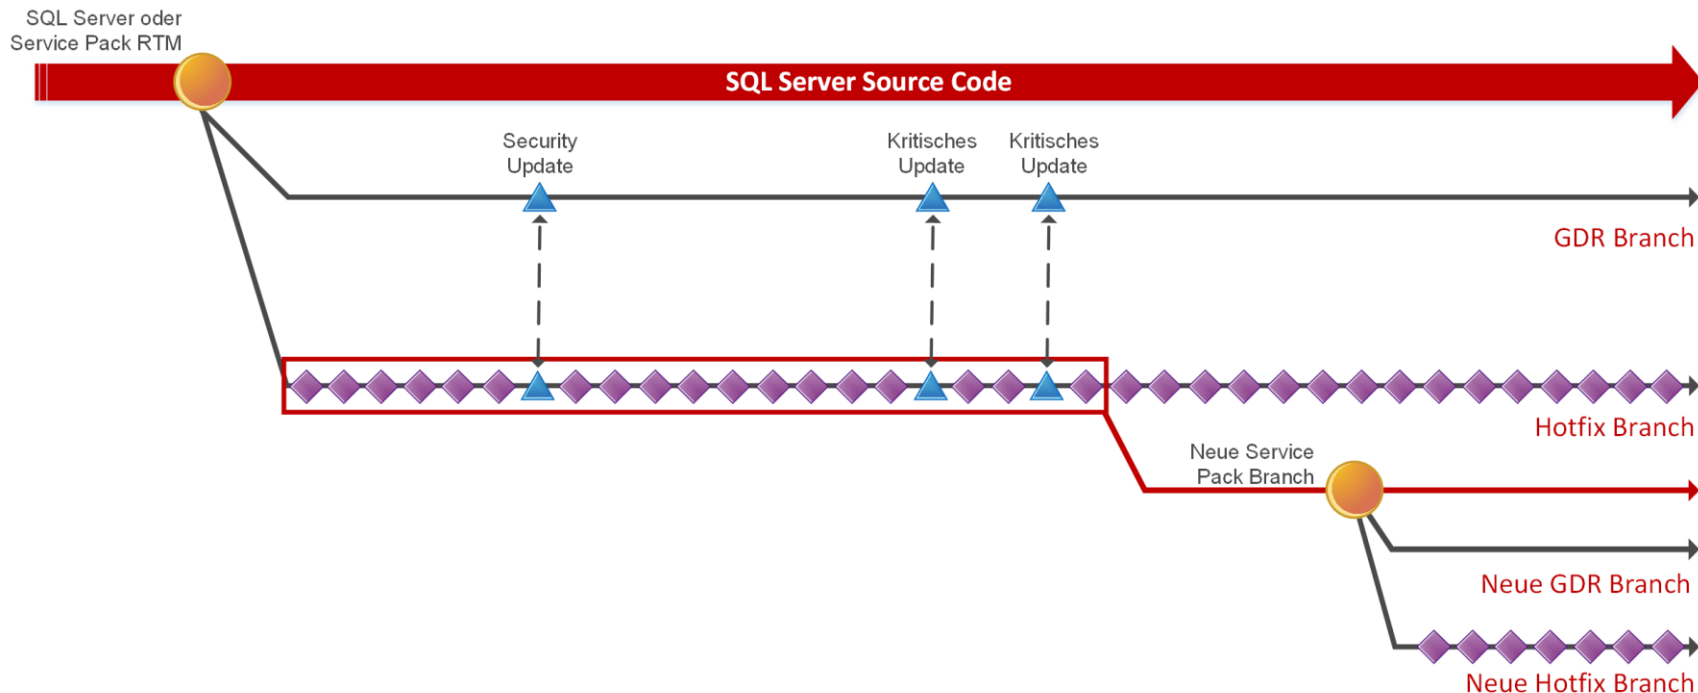 SQL Server oder
Service Pack RTM
SQL Server Source Code
Security
Update
Kritisches
Update
Kritisches
Update
GDR Branch
Hotfix Branch
Neue Service
Pack Branch
Neue GDR Branch
Neue Hotfix Branch